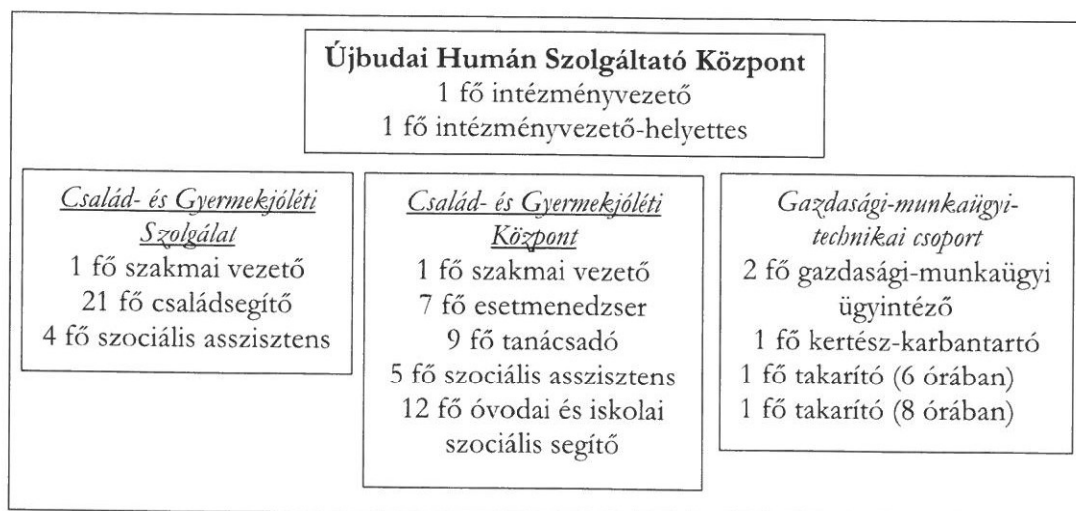 Újbudai Humán Szolgáltató Központ
1 fő intézményvezető
1 fő intézményvezető-helyettes
Család- és Gyermekjóléti
Szolgálat
1 fő szakmai vezető
21 fő családsegítő
4 fő szociális asszisztens
Család- és Gyermekjóléti
Központ
1 fő szakmai vezető
7 fő esetmenedzser
9 fő tanácsadó
5 fő szociális asszisztens
12 fő óvodai és iskolai
szociális segítő
Gazdasági-munkaügyi-
technikai csoport
2 fő gazdasági-munkaügyi
ügyintéző
1 fő kertész-karbantartó
1 fő takarító (6 órában)
1 fő takarító (8 órában)